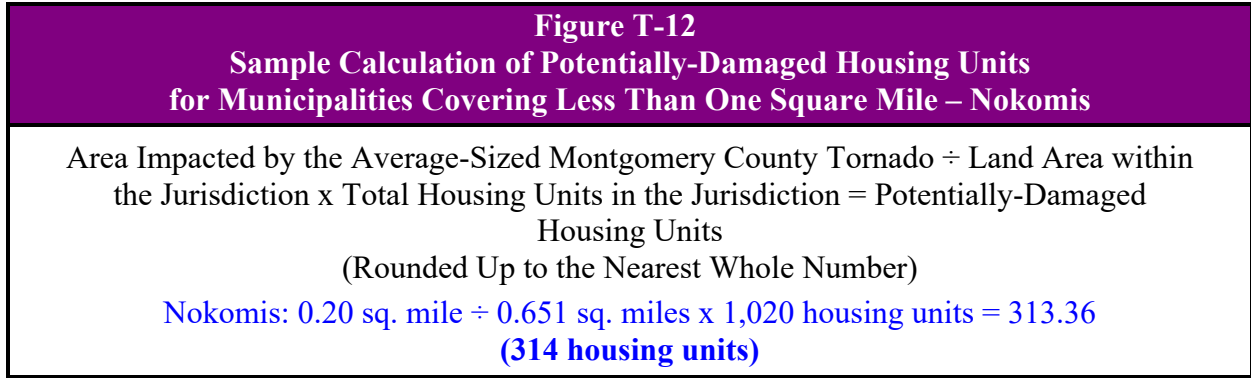 Figure T-12
Sample Calculation of Potentially-Damaged Housing Units
for Municipalities Covering Less Than One Square Mile – Nokomis
Area Impacted by the Average-Sized Montgomery County Tornado ÷ Land Area within
the Jurisdiction x Total Housing Units in the Jurisdiction = Potentially-Damaged
Housing Units
(Rounded Up to the Nearest Whole Number)
Nokomis: 0.20 sq. mile ÷ 0.651 sq. miles x 1,020 housing units = 313.36
(314 housing units)